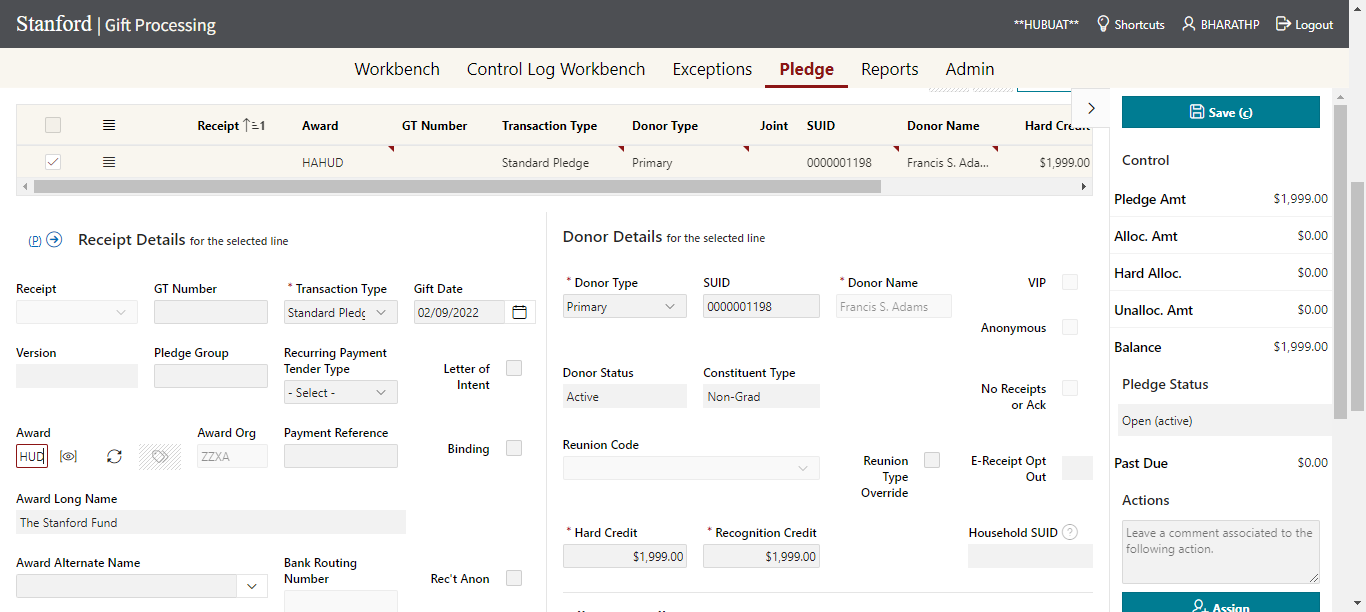 Stanford | Gift Processing
**HUBUAT** Shortcuts BHARATHP Logout
Workbench Control Log Workbench Exceptions Pledge Reports Admin
Receipt 1 Award GT Number Transaction Type Donor Type Joint SUID Donor Name Hard Credit
HAHUD Standard Pledge Primary 0000001198 Francis S. Ada... $1,999.00
(P) Receipt Details for the selected line
Receipt GT Number * Transaction Type Gift Date
Standard Pledg 02/09/2022
Version Pledge Group Recurring Payment
Tender Type
- Select -
Letter of
Intent
Award Award Org Payment Reference
HUD ZZXA
Binding
Award Long Name
The Stanford Fund
Award Alternate Name Bank Routing
Number
Rec't Anon
Donor Details for the selected line
* Donor Type SUID * Donor Name VIP
Primary 0000001198 Francis S. Adams
Anonymous
Donor Status Constituent Type
Active Non-Grad
No Receipts
or Ack
Reunion Code
Reunion
Type
Override
E-Receipt Opt
Out
* Hard Credit * Recognition Credit Household SUID ?
$1,999.00 $1,999.00
Save (c)
Control
Pledge Amt $1,999.00
Alloc. Amt $0.00
Hard Alloc. $0.00
Unalloc. Amt $0.00
Balance $1,999.00
Pledge Status
Open (active)
Past Due $0.00
Actions
Leave a comment associated to the
following action.
Assign